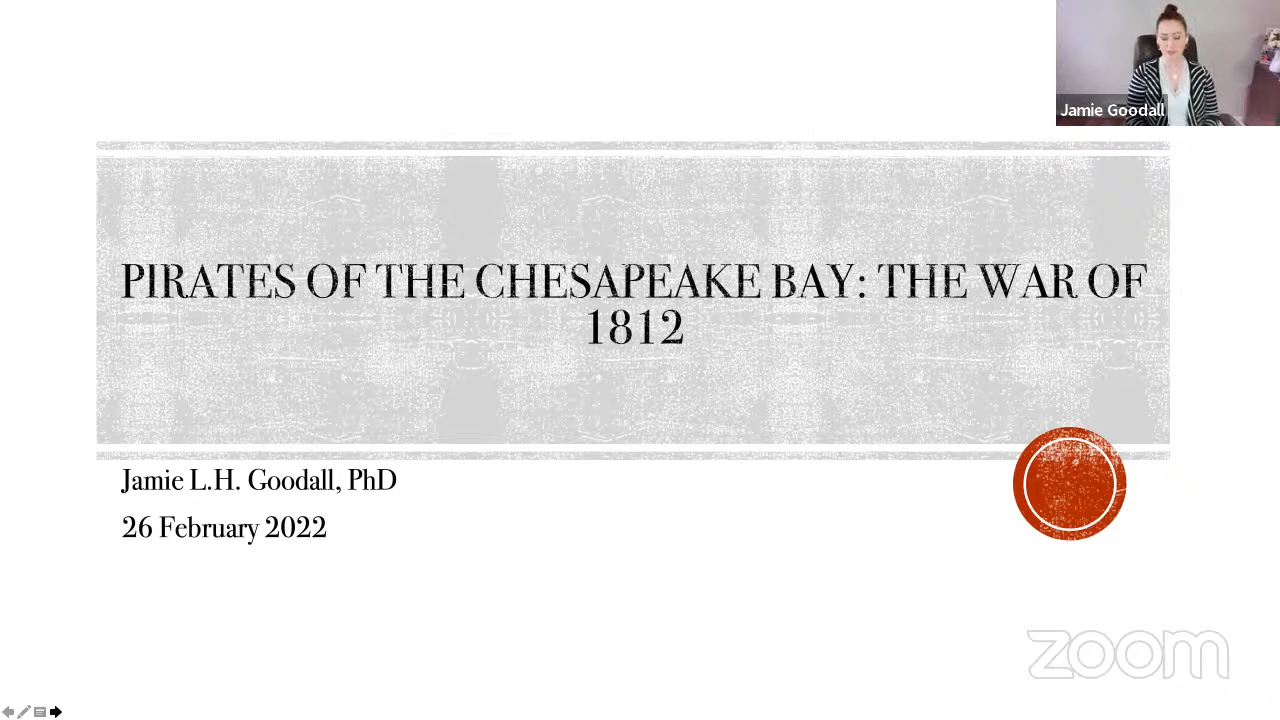 Jamie Goodall
PIRATES OF THE CHESAPEAKE BAY: THE WAR OF
1812
Jamie L.H. Goodall, PhD
26 February 2022
zoom